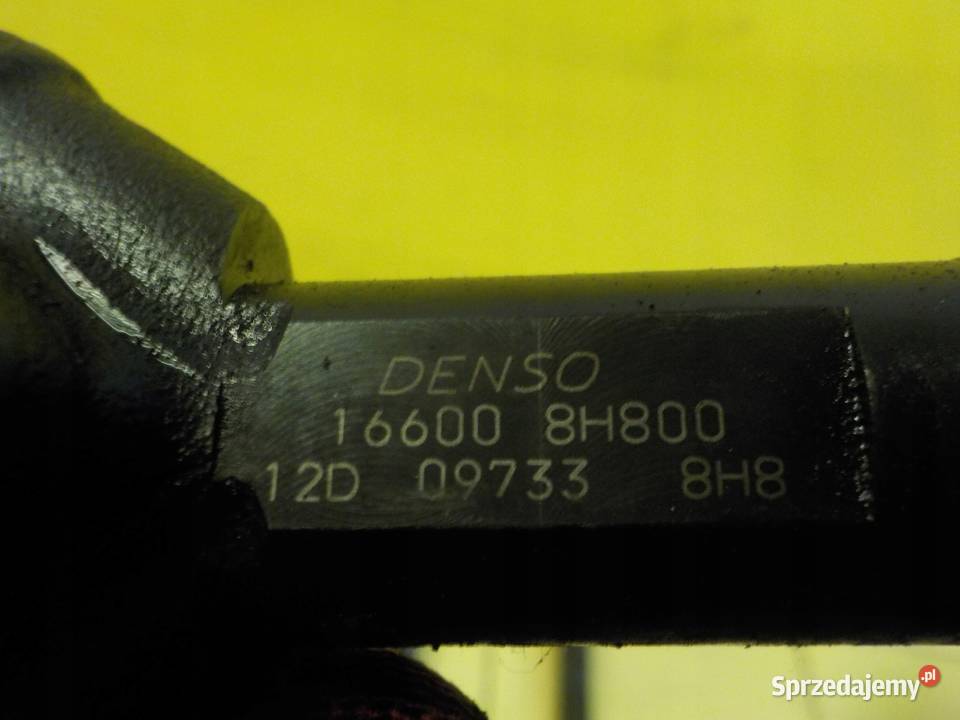 DENSO
16600 8H800
12D 09733 8H8
Sprzedajemy.pl